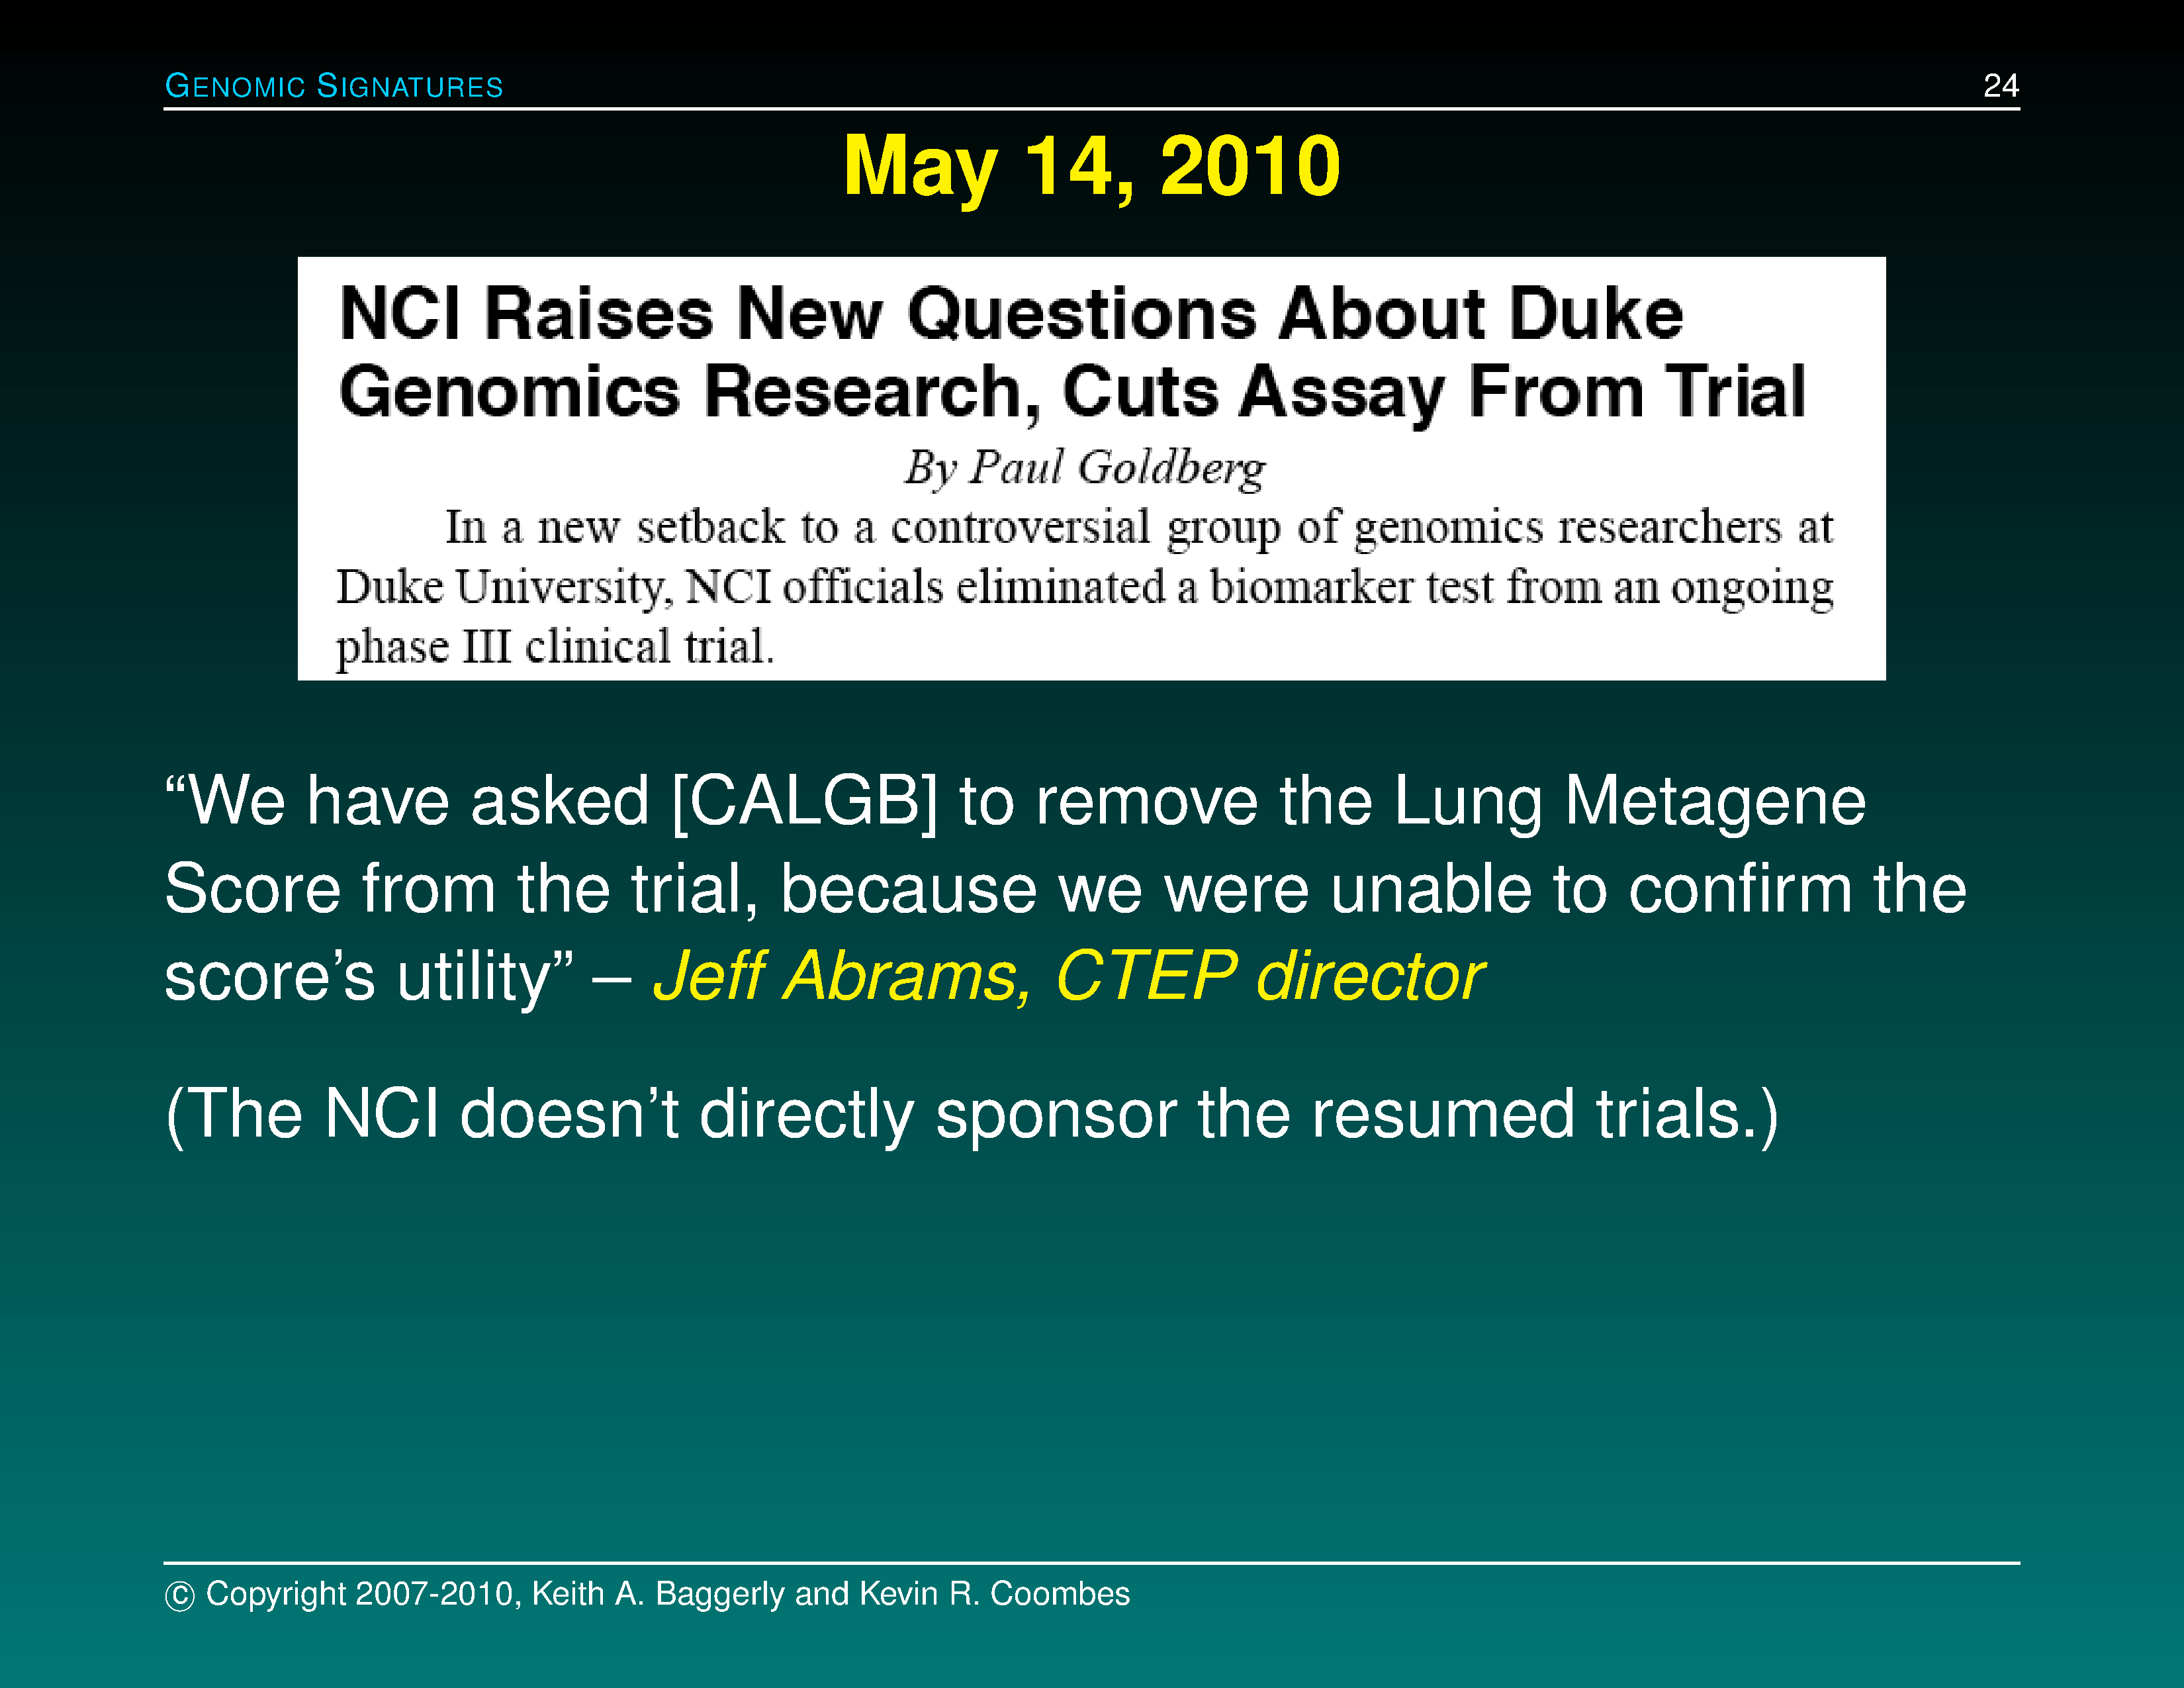 GENOMIC SIGNATURES 24
May 14, 2010
NCI Raises New Questions About Duke
Genomics Research, Cuts Assay From Trial
By Paul Goldberg
In a new setback to a controversial group of genomics researchers at
Duke University, NCI officials eliminated a biomarker test from an ongoing
phase III clinical trial.
“We have asked [CALGB] to remove the Lung Metagene
Score from the trial, because we were unable to confirm the
score’s utility” – Jeff Abrams, CTEP director
(The NCI doesn’t directly sponsor the resumed trials.)
© Copyright 2007-2010, Keith A. Baggerly and Kevin R. Coombes